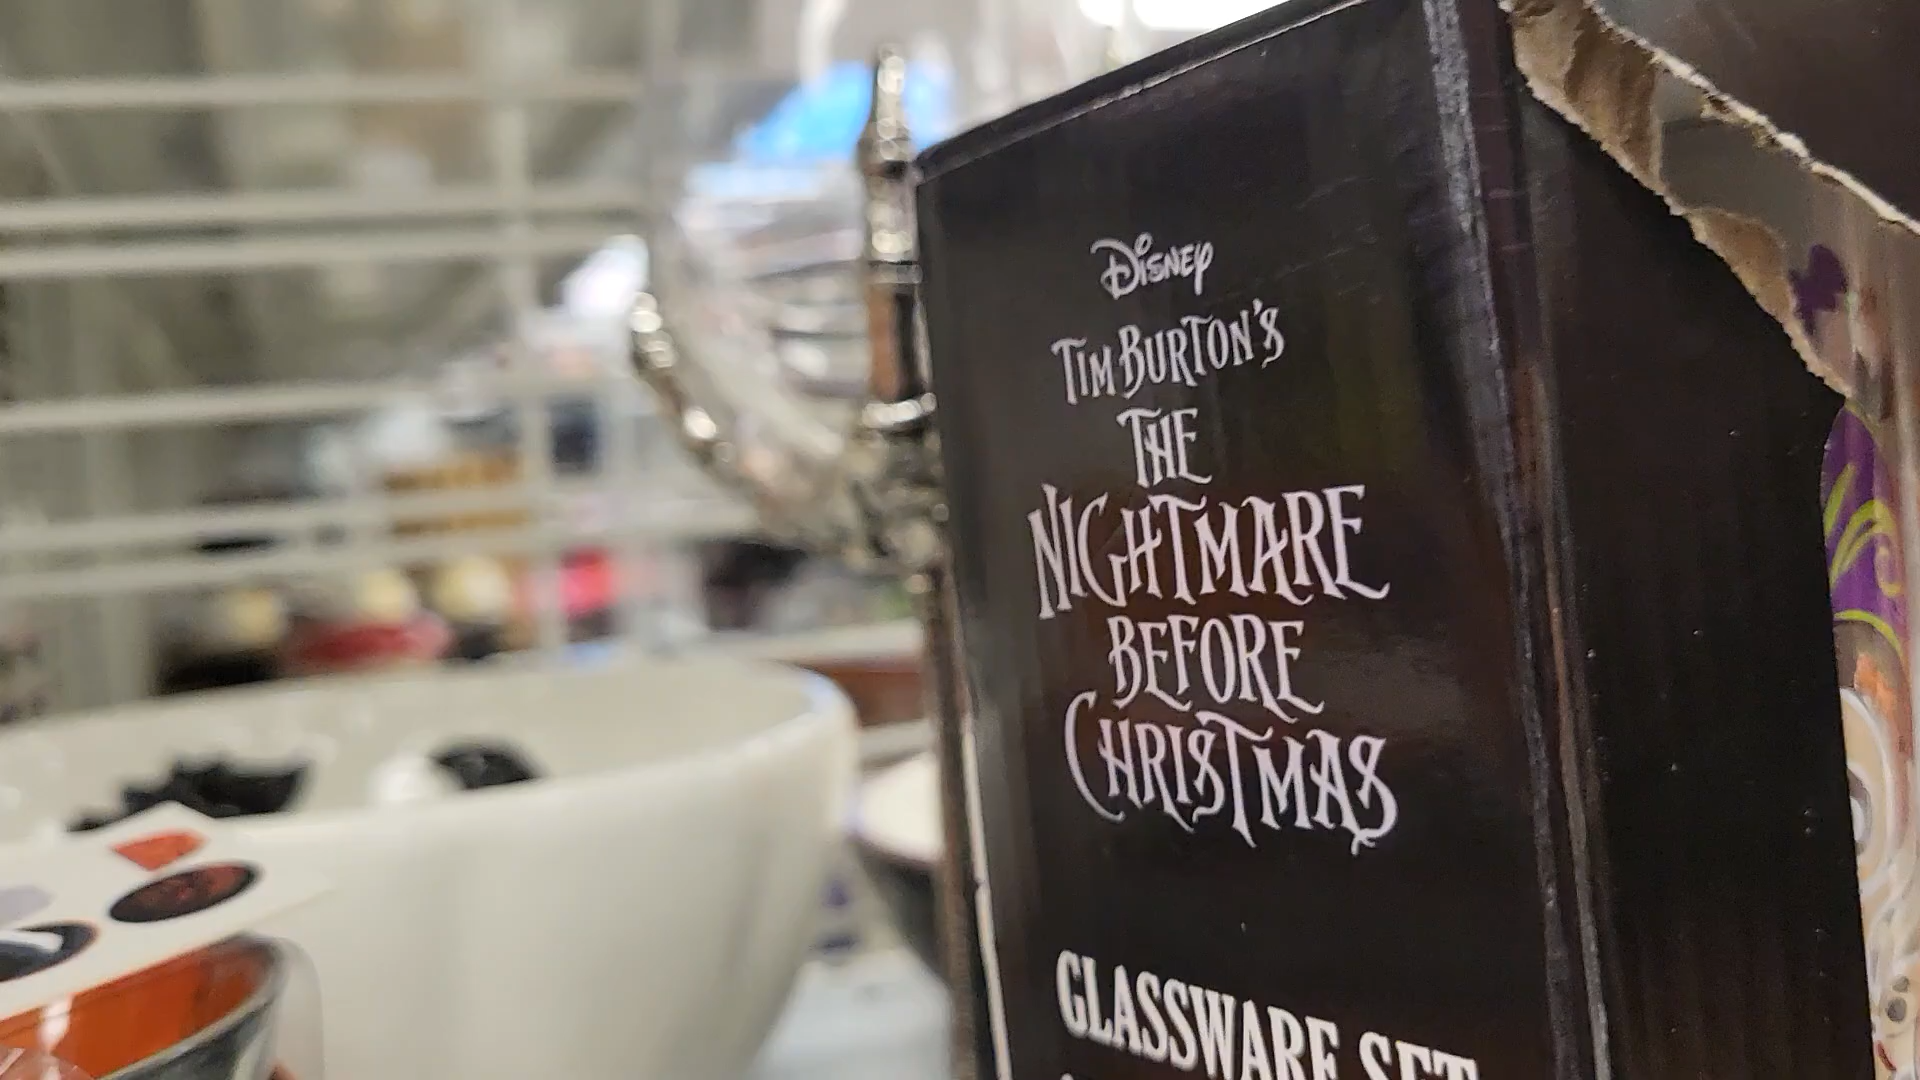 Disney
TIM BURTON'S
THE
NIGHTMARE
BEFORE
CHRISTMAS
GLASSWARE SET